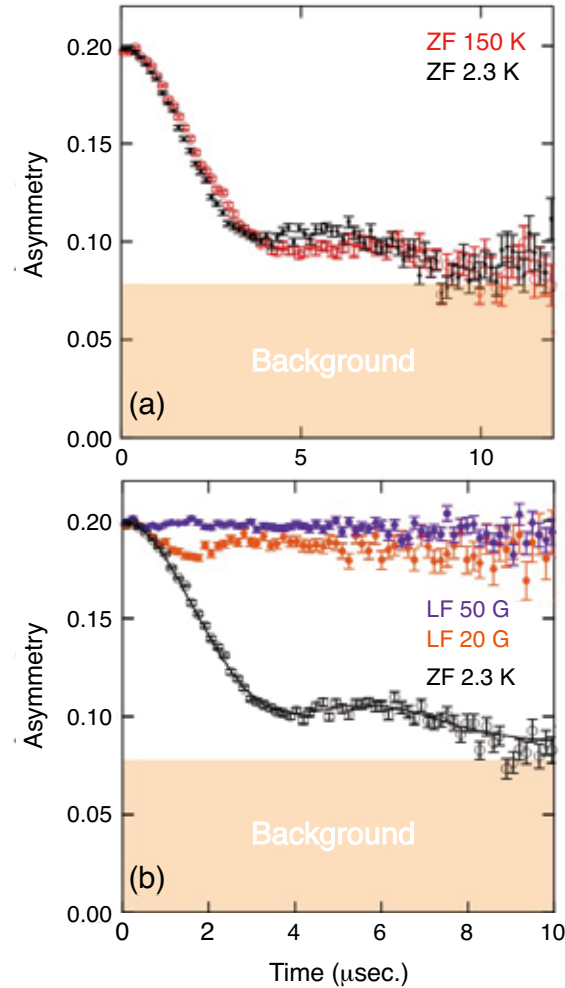 0.20
0.15
0.10
0.05
0.00
Asymmetry
ZF 150 K
ZF 2.3 K
Background
(a)
0 5 10
0.20
0.15
0.10
0.05
0.00
Asymmetry
LF 50 G
LF 20 G
ZF 2.3 K
Background
(b)
0 2 4 6 8 10
Time (μsec.)